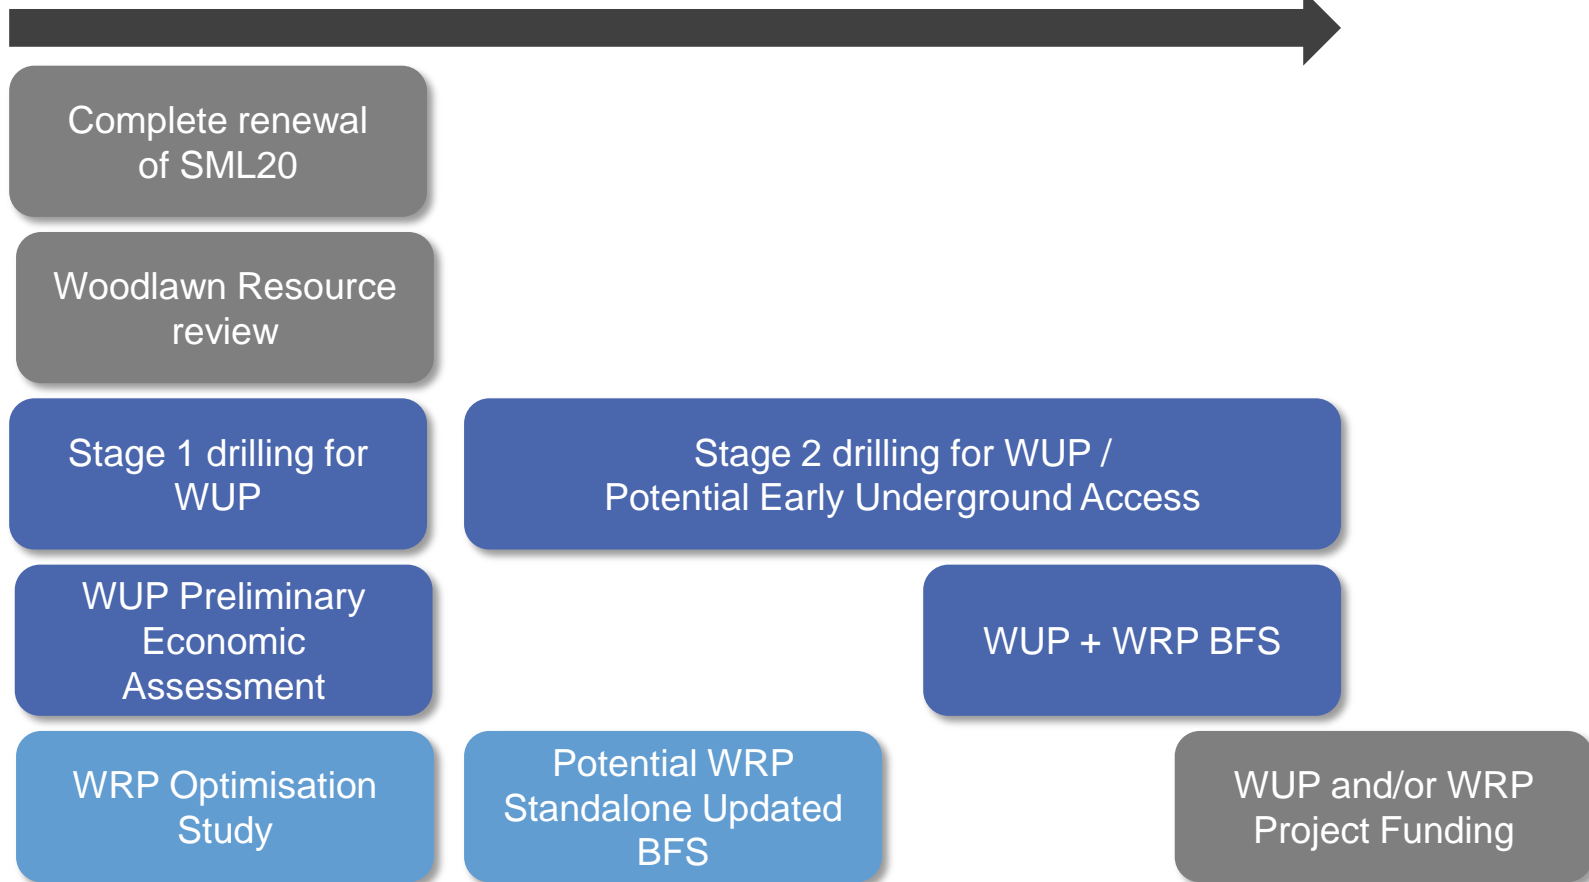 Complete renewal
of SML20
Woodlawn Resource
review
Stage 1 drilling for
WUP
Stage 2 drilling for WUP /
Potential Early Underground Access
WUP Preliminary
Economic
Assessment
WUP + WRP BFS
WRP Optimisation
Study
Potential WRP
Standalone Updated
BFS
WUP and/or WRP
Project Funding